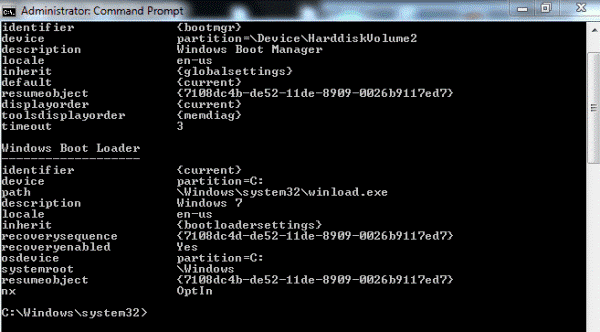 Administrator: Command Prompt
identifier {bootmgr}
device partition=\Device\HarddiskVolume2
description Windows Boot Manager
locale en-us
inherit {globalsettings}
default {current}
resumeobject {7108dc4b-de52-11de-8909-0026b9117ed7}
displayorder {current}
toolsdisplayorder {memdiag}
timeout 3
Windows Boot Loader
-------------------
identifier {current}
device partition=C:
path \Windows\system32\winload.exe
description Windows 7
locale en-us
inherit {bootloadersettings}
recoverysequence {7108dc4b-de52-11de-8909-0026b9117ed7}
recoveryenabled Yes
osdevice partition=C:
systemroot \Windows
resumeobject {7108dc4b-de52-11de-8909-0026b9117ed7}
nx OptIn
C:\Windows\system32>